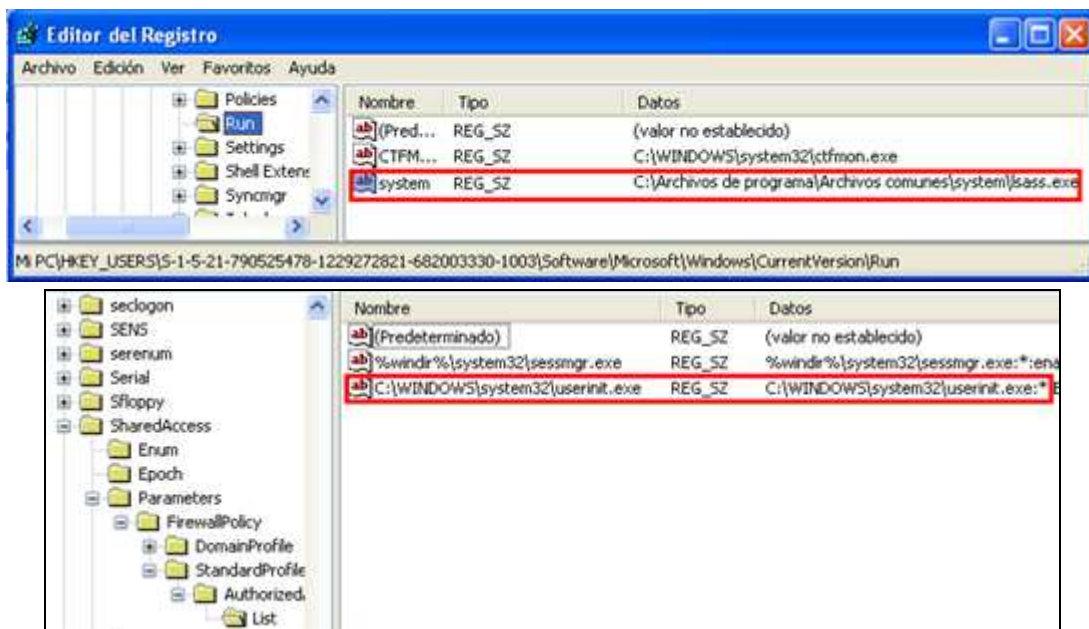 Editor del Registro
Archivo Edición Ver Favoritos Ayuda
Policies
Run
Settings
Shell Extens
Syncmgr
Nombre Tipo Datos
(Pred... REG_SZ (valor no establecido)
CTFM... REG_SZ C:\WINDOWS\system32\ctfmon.exe
system REG_SZ C:\Archivos de programa\Archivos comunes\system\lsass.exe
Mi PC\HKEY_USERS\S-1-5-21-790525478-1229272821-682003330-1003\Software\Microsoft\Windows\CurrentVersion\Run
seclogon
SENS
serenum
Serial
Sfloppy
SharedAccess
Enum
Epoch
Parameters
FirewallPolicy
DomainProfile
StandardProfile
Authorized
List
Nombre Tipo Datos
(Predeterminado) REG_SZ (valor no establecido)
%windir%\system32\sessmgr.exe REG_SZ %windir%\system32\sessmgr.exe:*:ena
C:\WINDOWS\system32\userinit.exe REG_SZ C:\WINDOWS\system32\userinit.exe:*